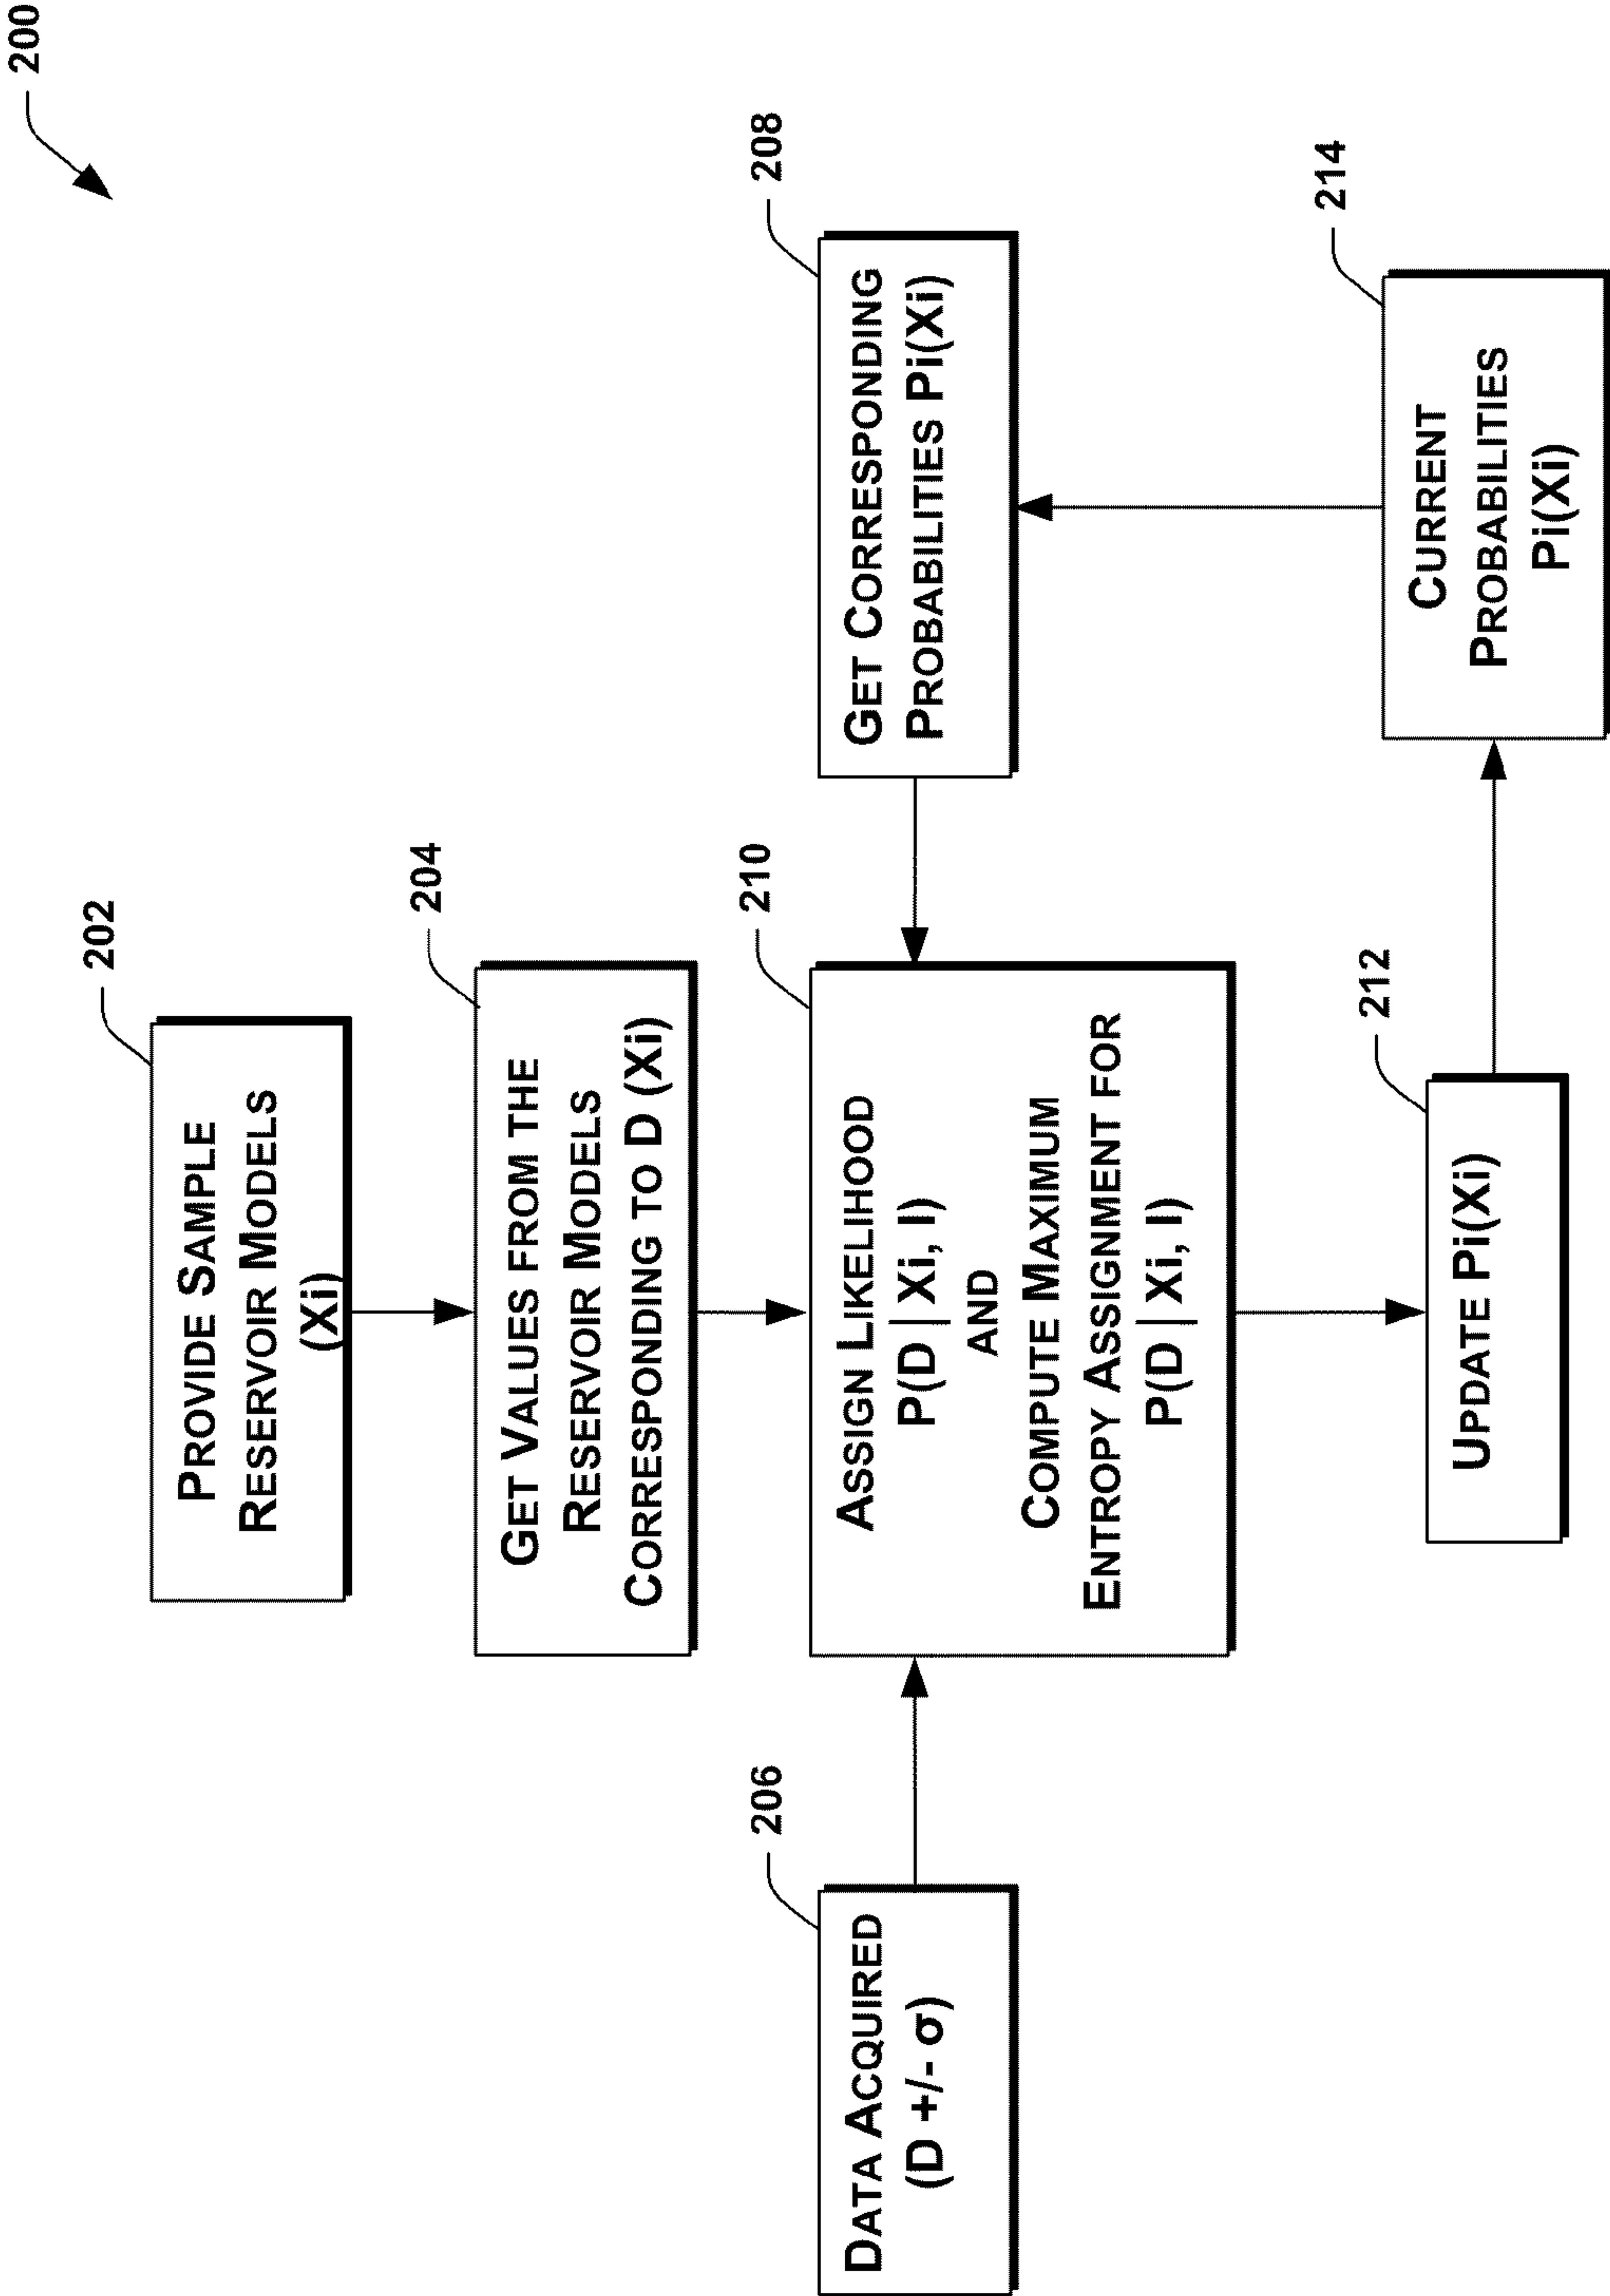 200
202
PROVIDE SAMPLE
RESERVOIR MODELS
(Xi)
204
GET VALUES FROM THE
RESERVOIR MODELS
CORRESPONDING TO D (Xi)
206
DATA ACQUIRED
(D +/- σ)
210
ASSIGN LIKELIHOOD
P(D | Xi, I)
AND
COMPUTE MAXIMUM
ENTROPY ASSIGNMENT FOR
P(D | Xi, I)
208
GET CORRESPONDING
PROBABILITIES Pi(Xi)
212
UPDATE Pi(Xi)
214
CURRENT
PROBABILITIES
Pi(Xi)